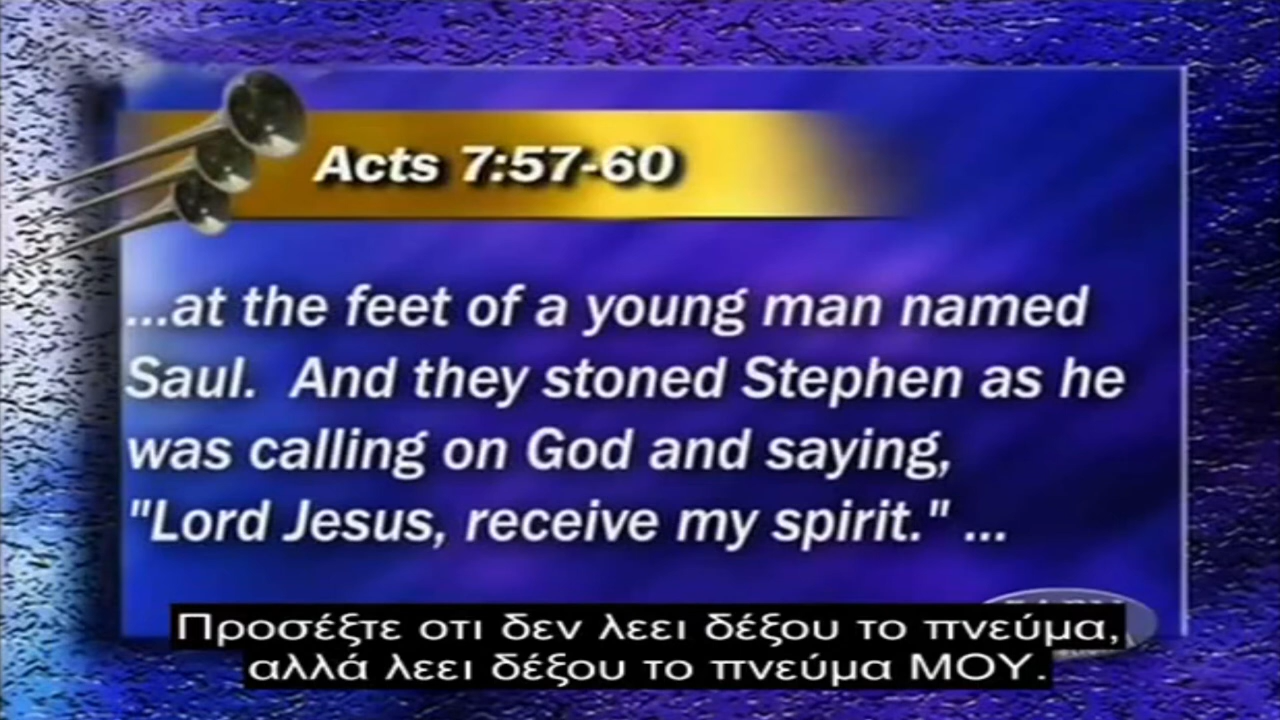 Acts 7:57-60
...at the feet of a young man named
Saul.  And they stoned Stephen as he
was calling on God and saying,
"Lord Jesus, receive my spirit." ...
Προσέξτε οτι δεν λεει δέξου το πνεύμα,
αλλά λεει δέξου το πνεύμα ΜΟΥ.